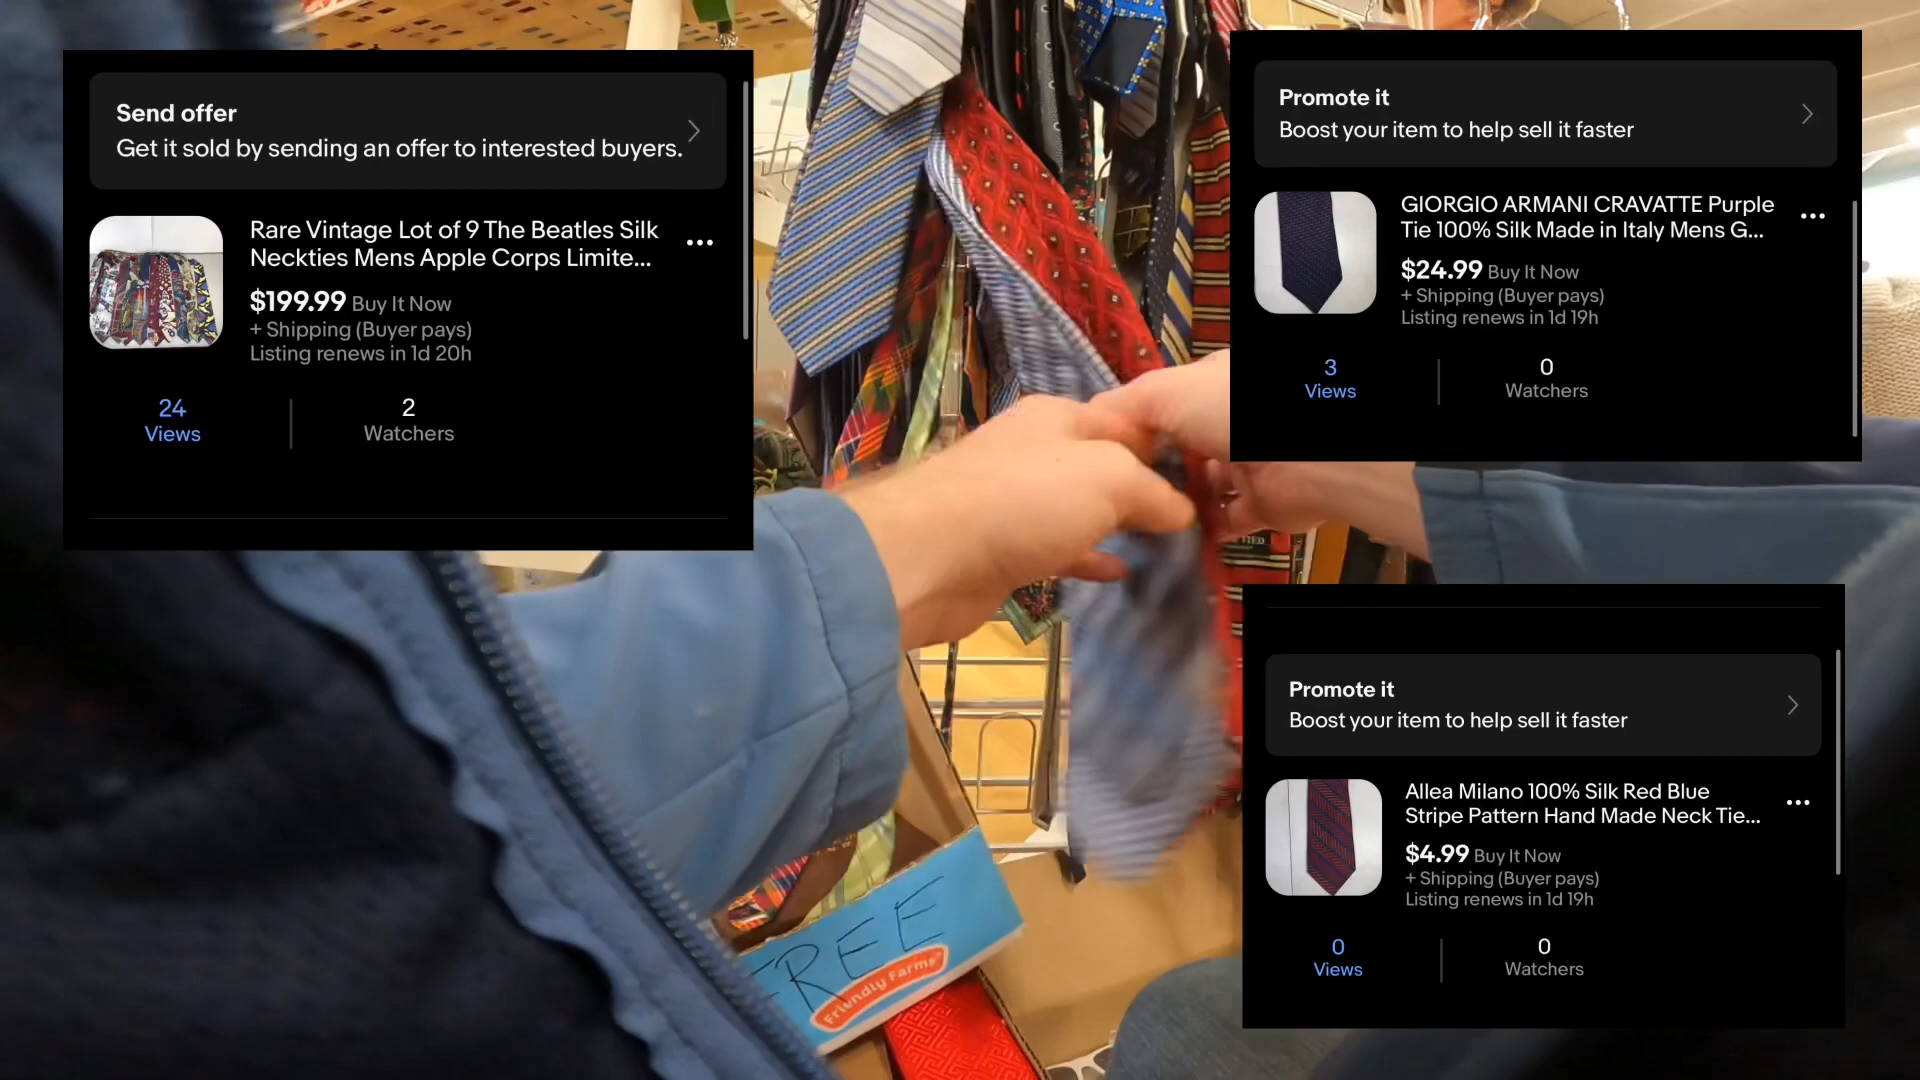 Send offer
Get it sold by sending an offer to interested buyers.
Rare Vintage Lot of 9 The Beatles Silk
Neckties Mens Apple Corps Limite...
$199.99 Buy It Now
+ Shipping (Buyer pays)
Listing renews in 1d 20h
24
Views
2
Watchers
Promote it
Boost your item to help sell it faster
GIORGIO ARMANI CRAVATTE Purple
Tie 100% Silk Made in Italy Mens G...
$24.99 Buy It Now
+ Shipping (Buyer pays)
Listing renews in 1d 19h
3
Views
0
Watchers
Promote it
Boost your item to help sell it faster
Allea Milano 100% Silk Red Blue
Stripe Pattern Hand Made Neck Tie...
$4.99 Buy It Now
+ Shipping (Buyer pays)
Listing renews in 1d 19h
0
Views
0
Watchers
FREE
Friendly Farms